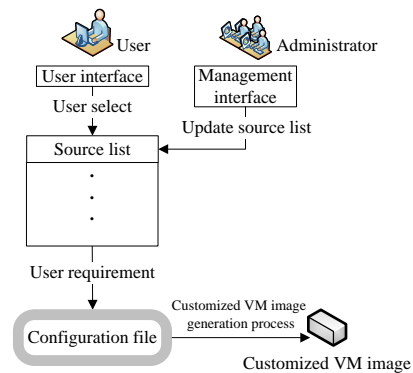 User
Administrator
User interface
Management
interface
User select
Update source list
Source list
User requirement
Configuration file
Customized VM image
generation process
Customized VM image